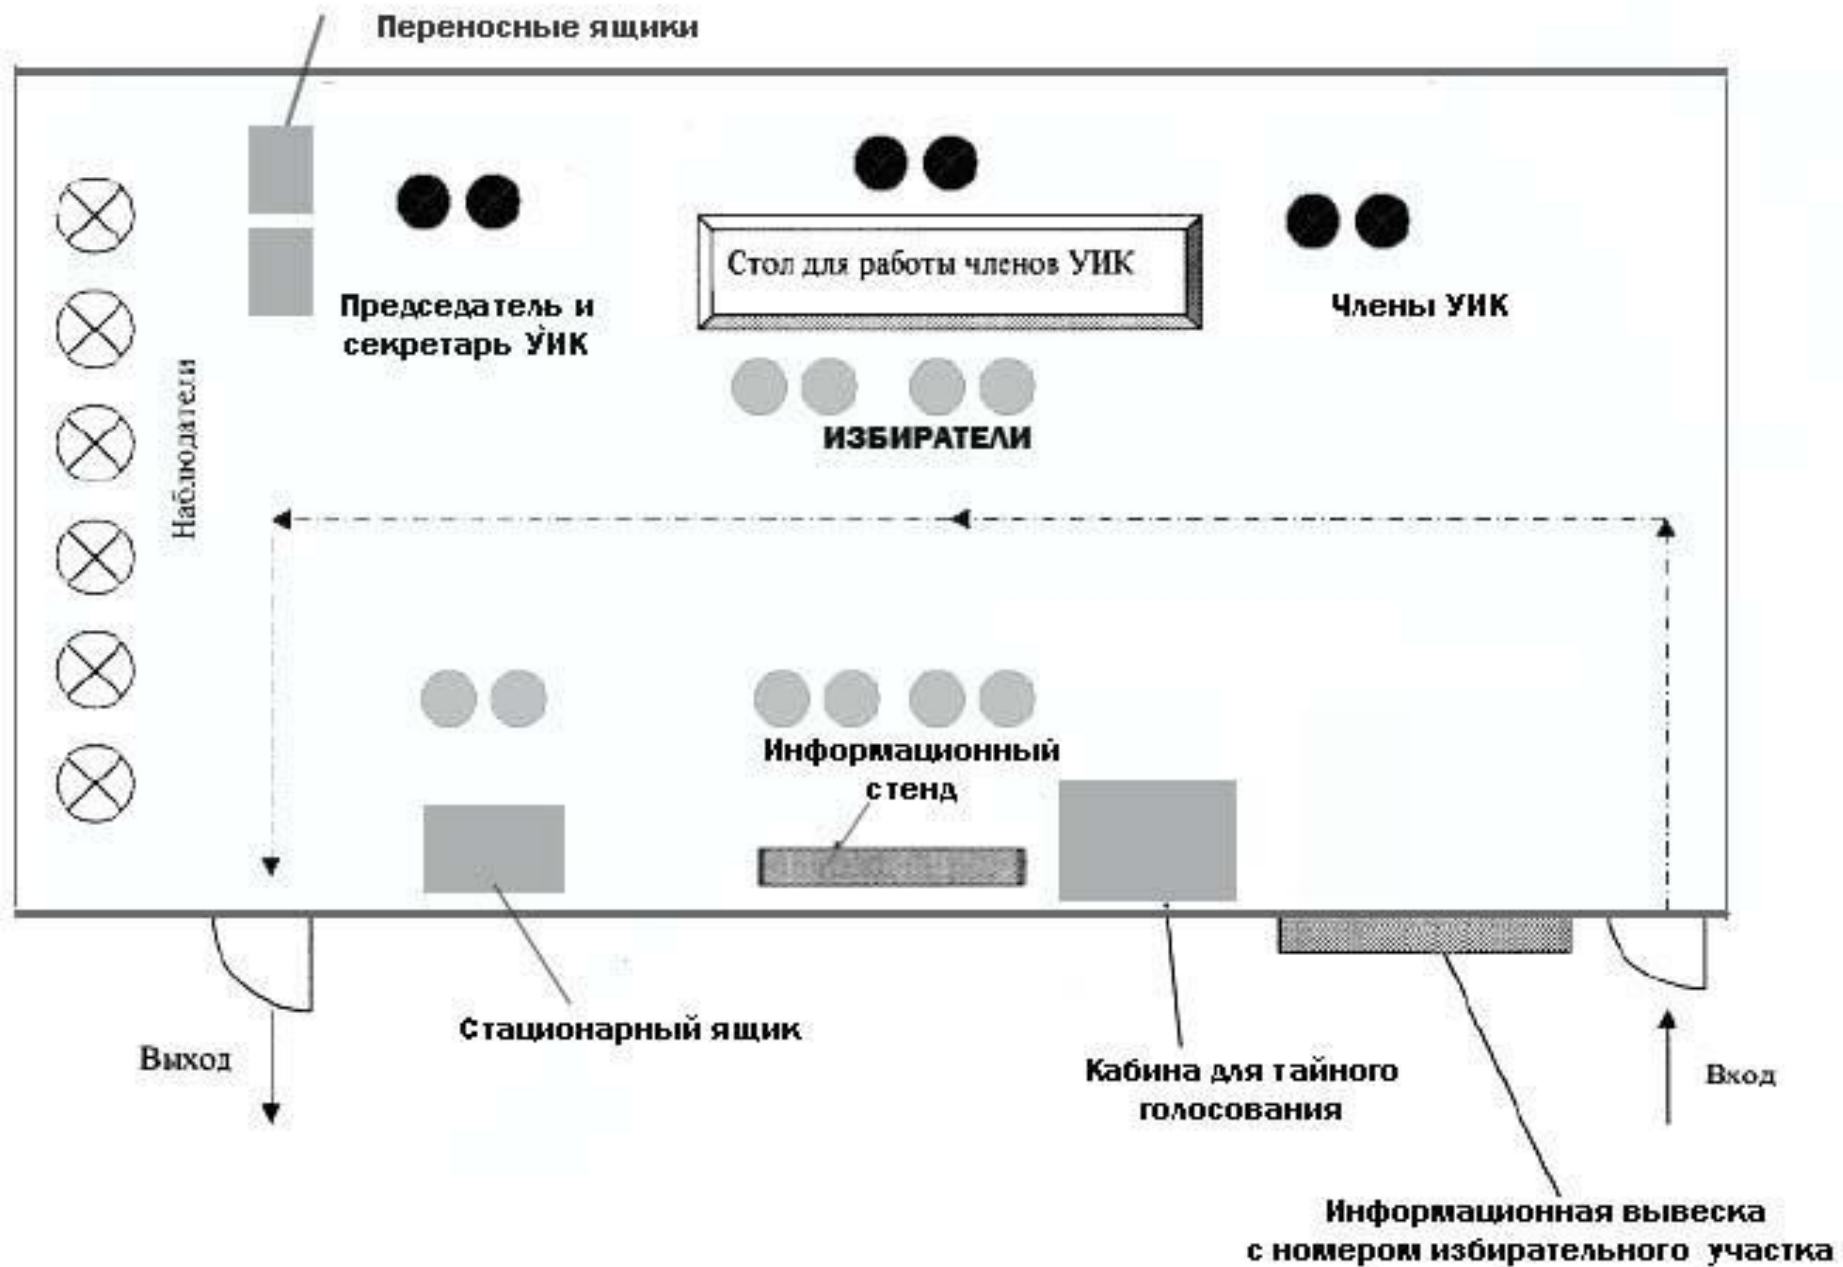 Переносные ящики
Стол для работы членов УИК
Председатель и
секретарь УИК
Члены УИК
Наблюдатели
ИЗБИРАТЕЛИ
Информационный
стенд
Стационарный ящик
Выход
Кабина для тайного
голосования
Вход
Информационная вывеска
с номером избирательного участка